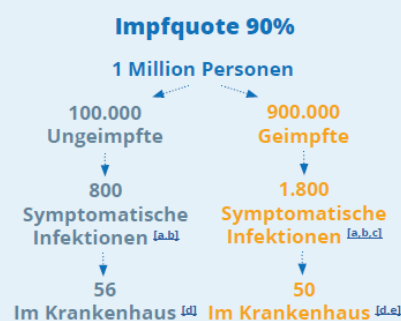 Impfquote 90%
1 Million Personen
100.000
Ungeimpfte
900.000
Geimpfte
800
Symptomatische
Infektionen [a,b]
1.800
Symptomatische
Infektionen [a,b,c]
56
Im Krankenhaus [d]
50
Im Krankenhaus [d,e]